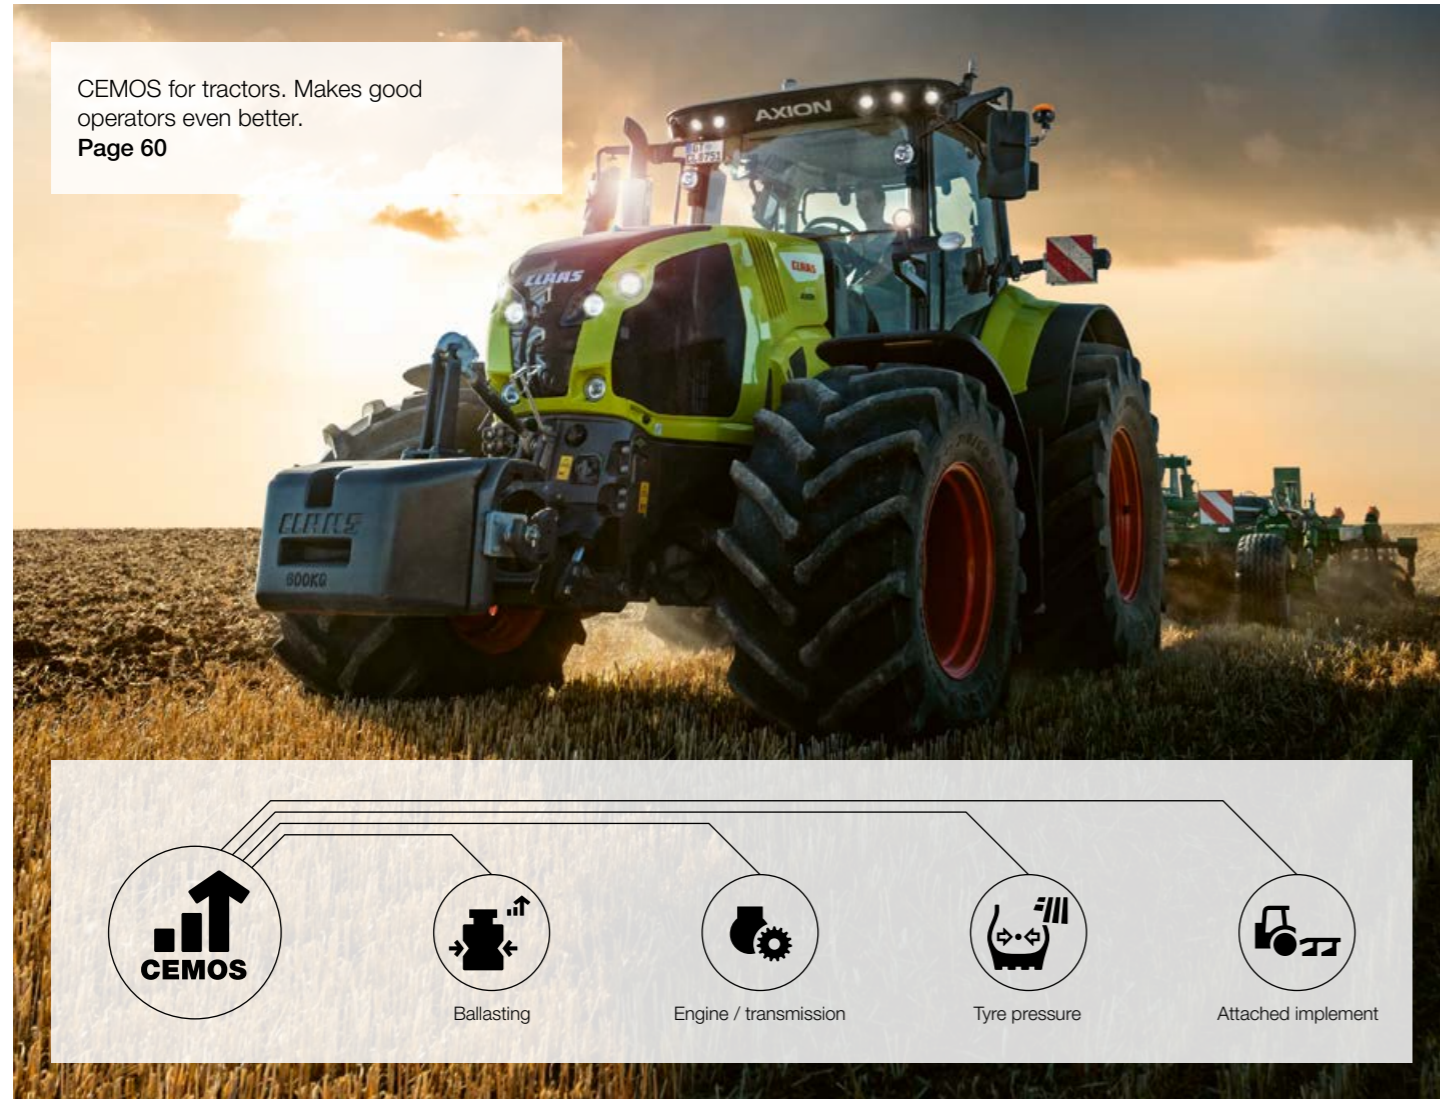 CEMOS for tractors. Makes good
operators even better.
Page 60
AXION
CLAAS
CLAAS
CLAAS
600KG
CEMOS
Ballasting
Engine / transmission
Tyre pressure
Attached implement